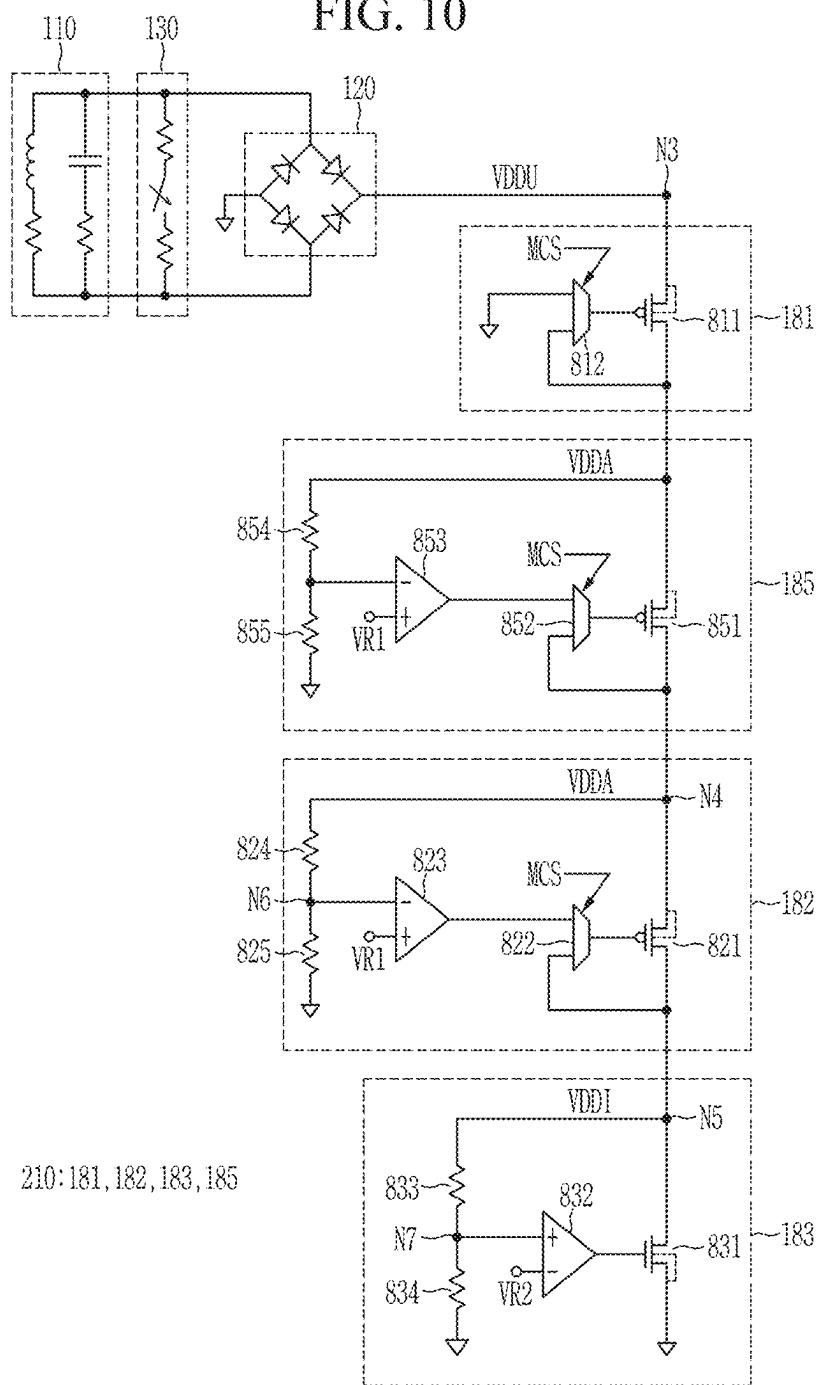 FIG. 10
110
130
120
VDDU
N3
MCS
811
181
812
VDDA
854
853
MCS
185
855
VR1
852
851
VDDA
N4
824
823
MCS
N6
182
825
VR1
822
821
VDDI
N5
210:181, 182, 183, 185
833
832
N7
831
183
834
VR2